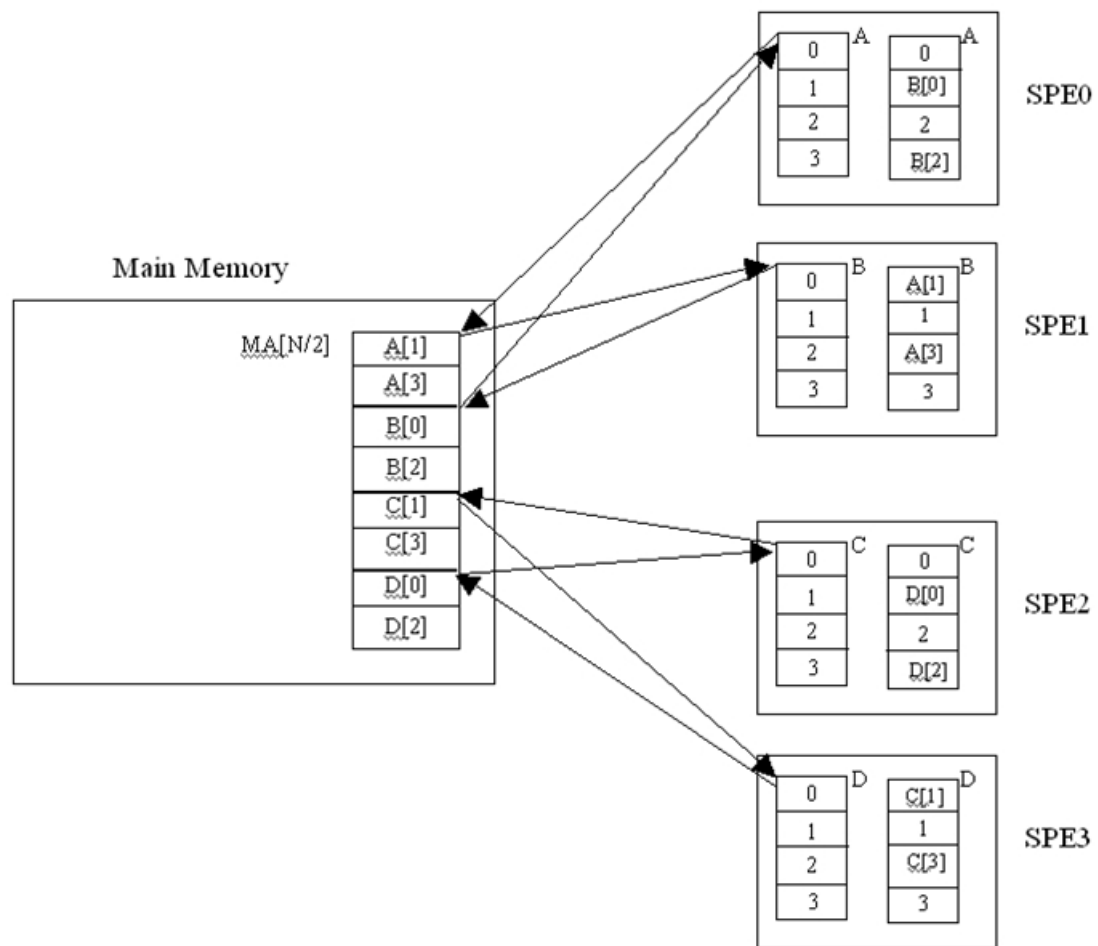 Main Memory
MA[N/2]
A[1]
A[3]
B[0]
B[2]
C[1]
C[3]
D[0]
D[2]
A
0
1
2
3
A
0
B[0]
2
B[2]
SPE0
B
0
1
2
3
B
A[1]
1
A[3]
3
SPE1
C
0
1
2
3
C
0
D[0]
2
D[2]
SPE2
D
0
1
2
3
D
C[1]
1
C[3]
3
SPE3